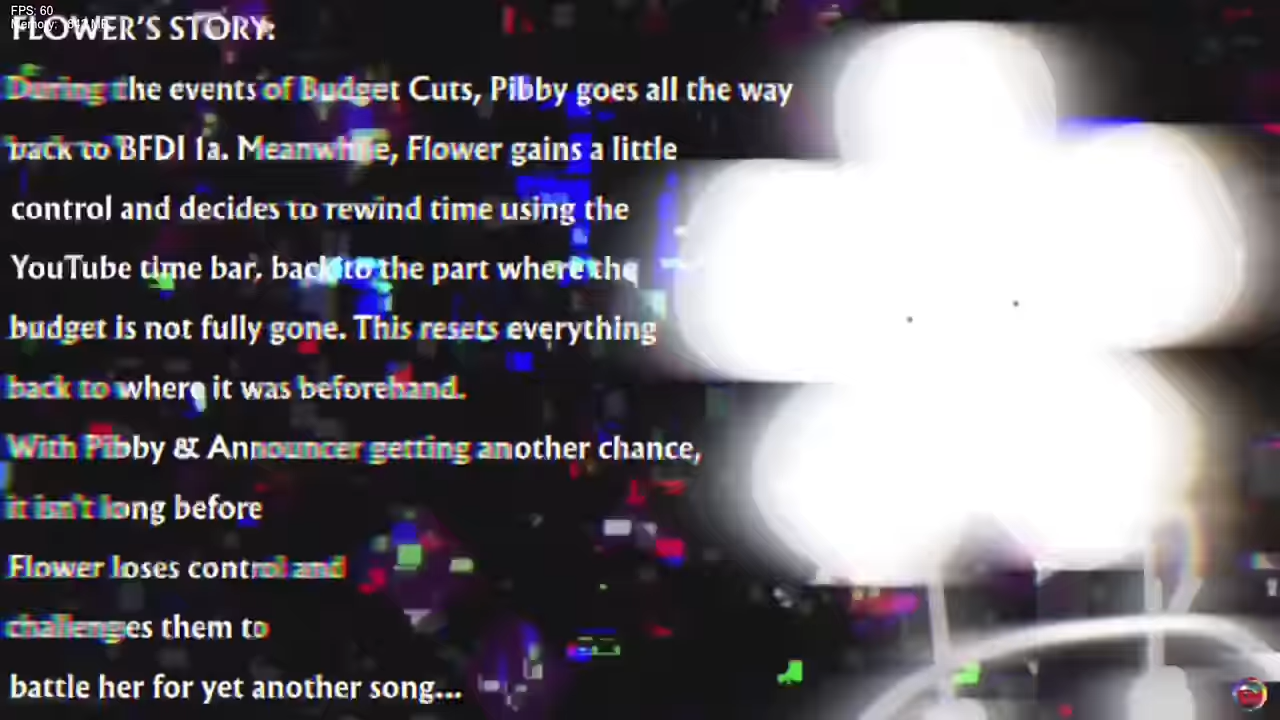 FPS: 60
FLOWER'S STORY:
During the events of Budget Cuts, Pibby goes all the way
back to BFDI 1a. Meanwhile, Flower gains a little
control and decides to rewind time using the
YouTube time bar, back to the part where the
budget is not fully gone. This resets everything
back to where it was beforehand.
With Pibby & Announcer getting another chance,
it isn't long before
Flower loses control and
challenges them to
battle her for yet another song...